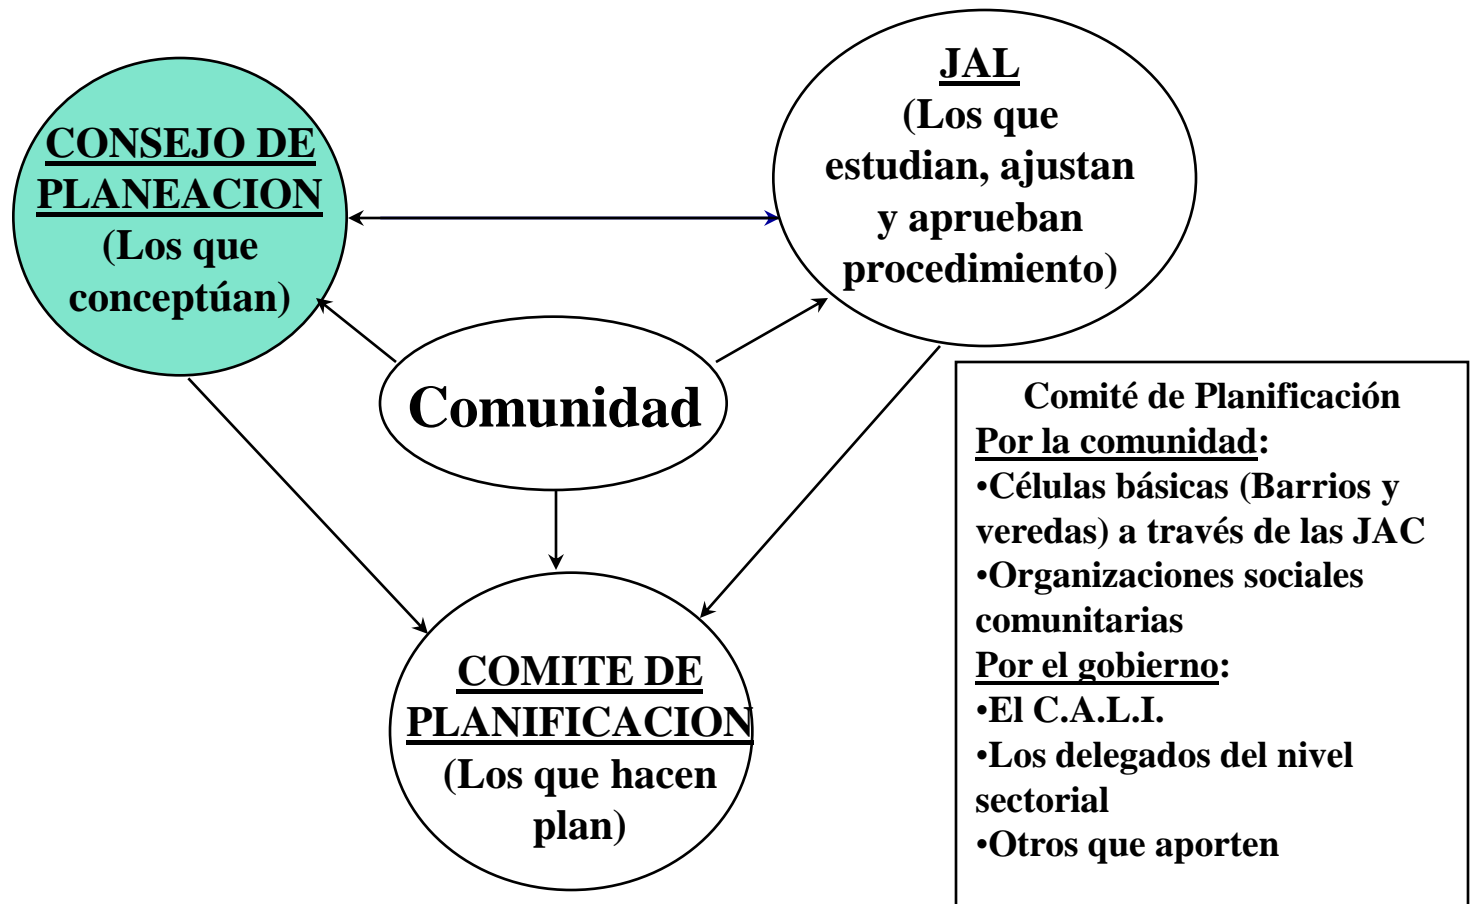 CONSEJO DE
PLANEACION
(Los que
conceptúan)
JAL
(Los que
estudian, ajustan
y aprueban
procedimiento)
Comunidad
COMITE DE
PLANIFICACION
(Los que hacen
plan)
Comité de Planificación
Por la comunidad:
•Células básicas (Barrios y
veredas) a través de las JAC
•Organizaciones sociales
comunitarias
Por el gobierno:
•El C.A.L.I.
•Los delegados del nivel
sectorial
•Otros que aporten